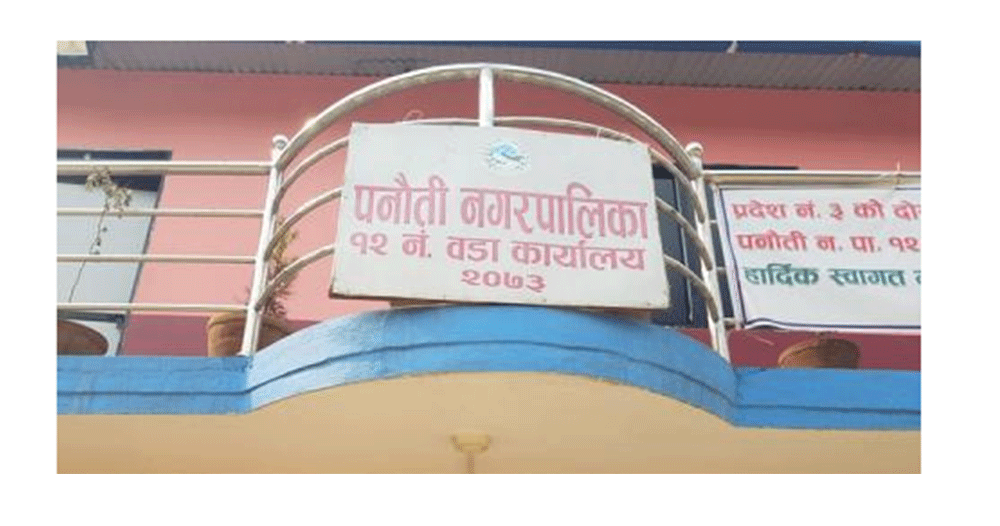 पनौती नगरपालिका
१२ नं. वडा कार्यालय
२०७३
प्रदेश नं. ३ को
पनौती न. पा. १२
हार्दिक स्वागत